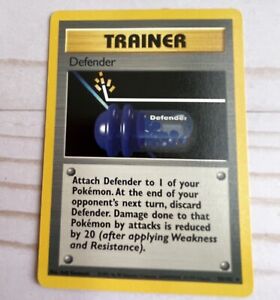 TRAINER
Defender
Defender
Attach Defender to 1 of your
Pokémon. At the end of your
opponent's next turn, discard
Defender. Damage done to that
Pokémon by attacks is reduced
by 20 (after applying Weakness
and Resistance).